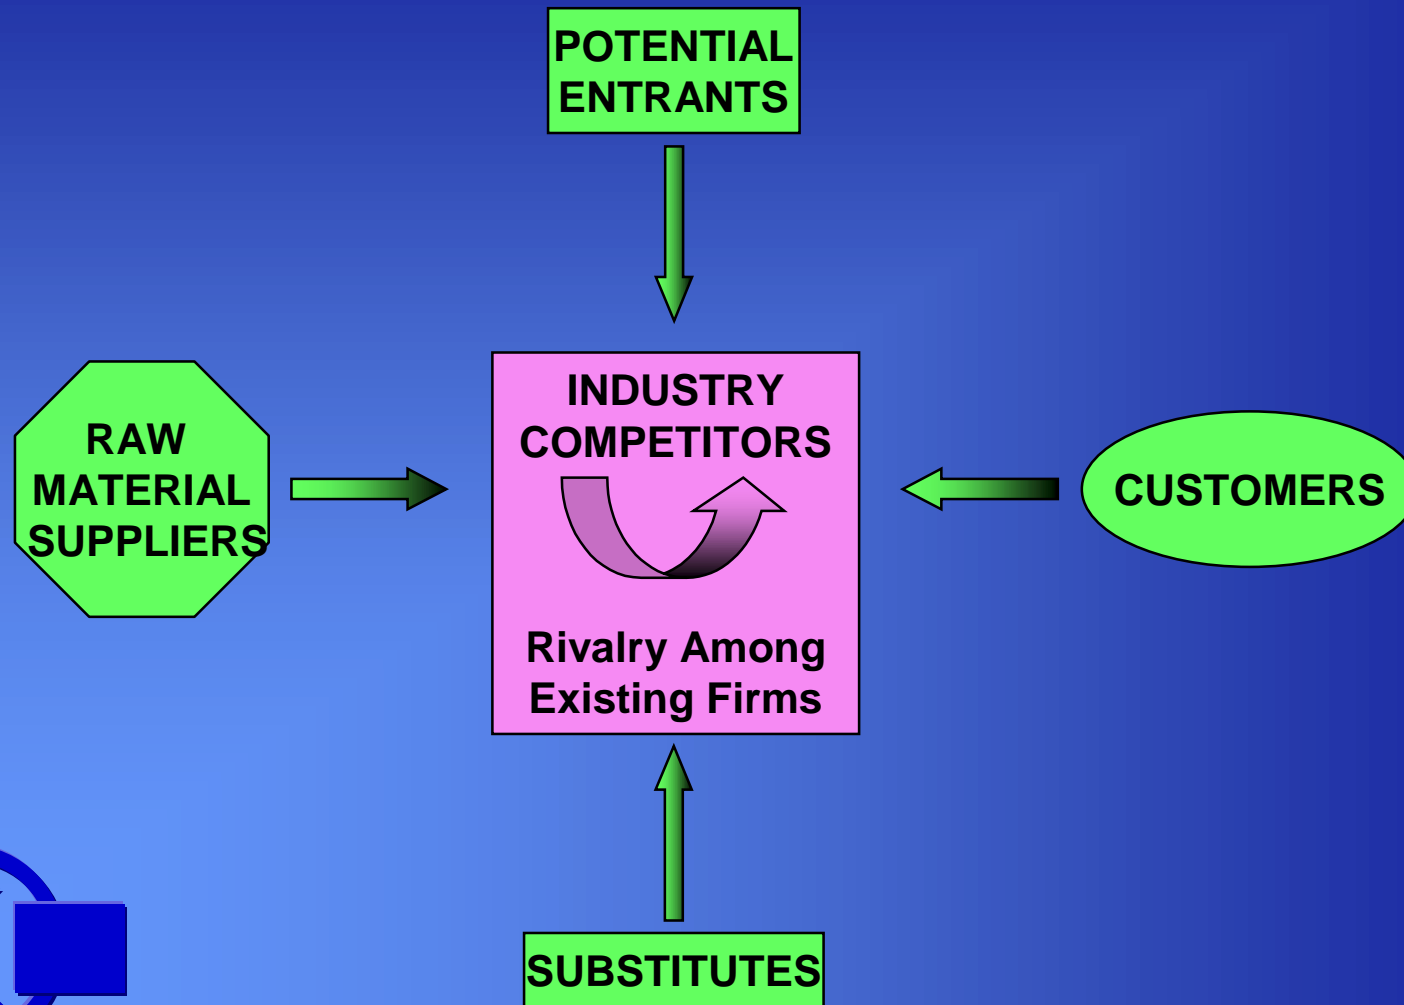 POTENTIAL
ENTRANTS
INDUSTRY
COMPETITORS
RAW
MATERIAL
SUPPLIERS
CUSTOMERS
Rivalry Among
Existing Firms
SUBSTITUTES